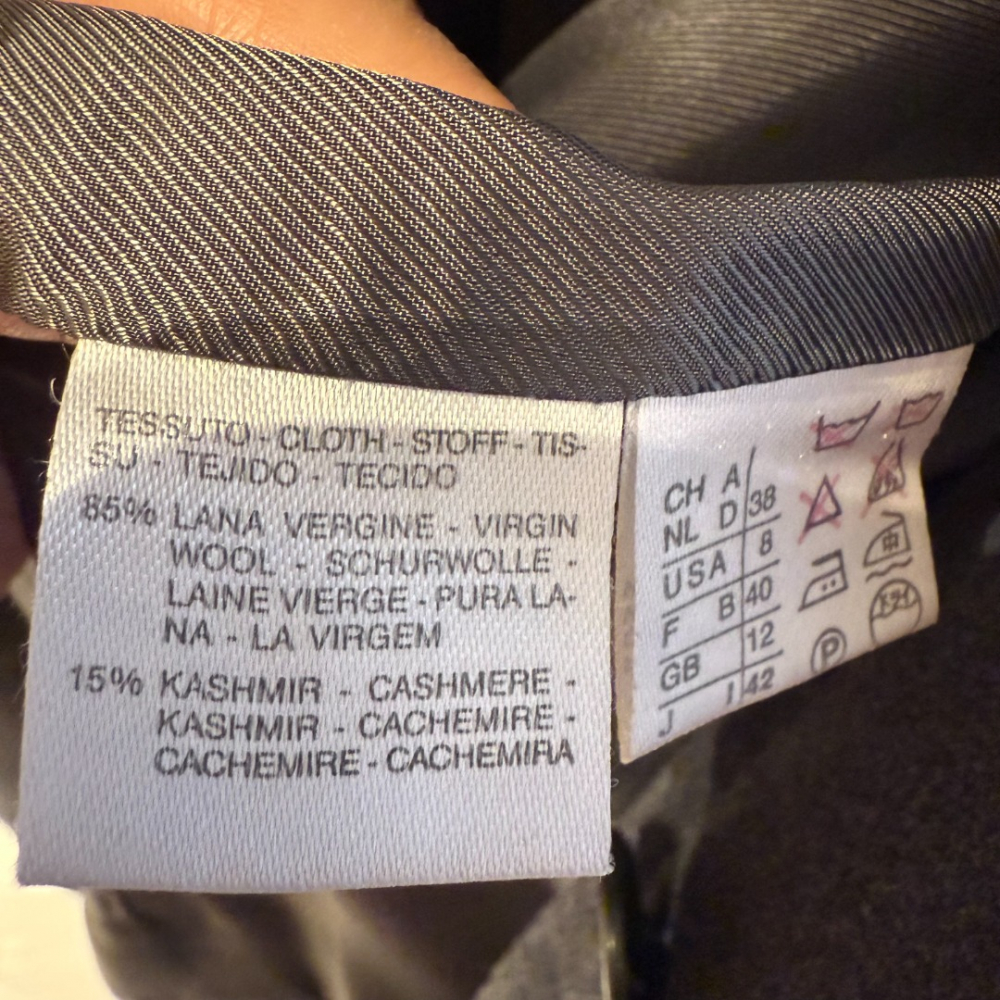 TESSUTO - CLOTH - STOFF - TIS-
SU - TEJIDO - TECIDO
85% LANA VERGINE - VIRGIN
WOOL - SCHURWOLLE -
LAINE VIERGE - PURA LA-
NA - LA VIRGEM
15% KASHMIR - CASHMERE -
KASHMIR - CACHEMIRE -
CACHEMIRE - CACHEMIRA
CH A
NL D 38
USA 8
F B 40
GB 12
J I 42
P